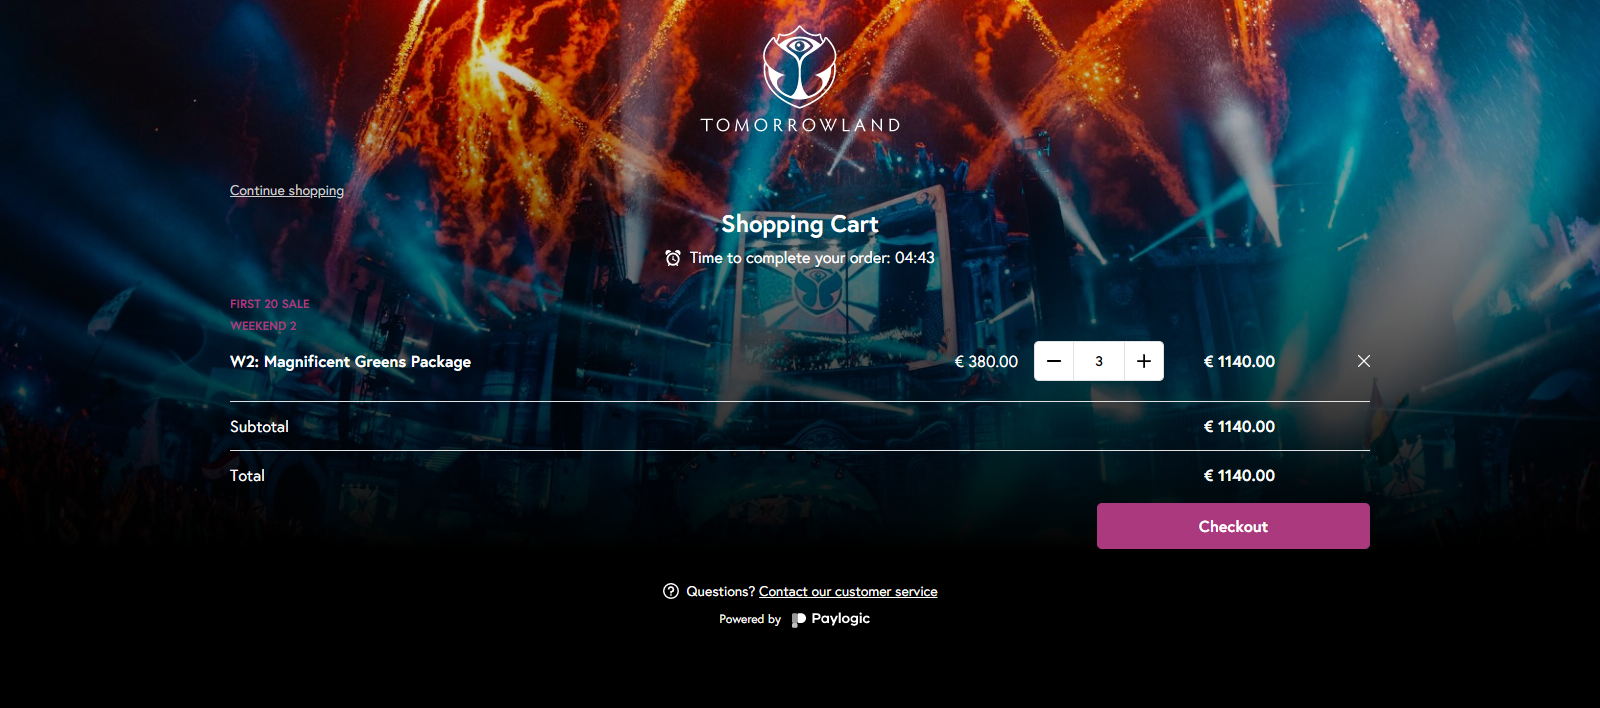 TOMORROWLAND
Continue shopping
Shopping Cart
Time to complete your order: 04:43
FIRST 20 SALE
WEEKEND 2
W2: Magnificent Greens Package € 380.00 3 € 1140.00
Subtotal € 1140.00
Total € 1140.00
Checkout
Questions? Contact our customer service
Powered by Paylogic